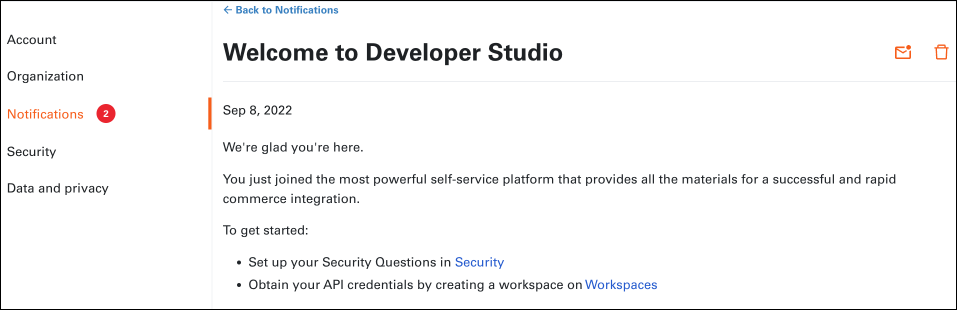 ← Back to Notifications
Account
Organization
Notifications 2
Security
Data and privacy
Welcome to Developer Studio
Sep 8, 2022
We're glad you're here.
You just joined the most powerful self-service platform that provides all the materials for a successful and rapid
commerce integration.
To get started:
• Set up your Security Questions in Security
• Obtain your API credentials by creating a workspace on Workspaces